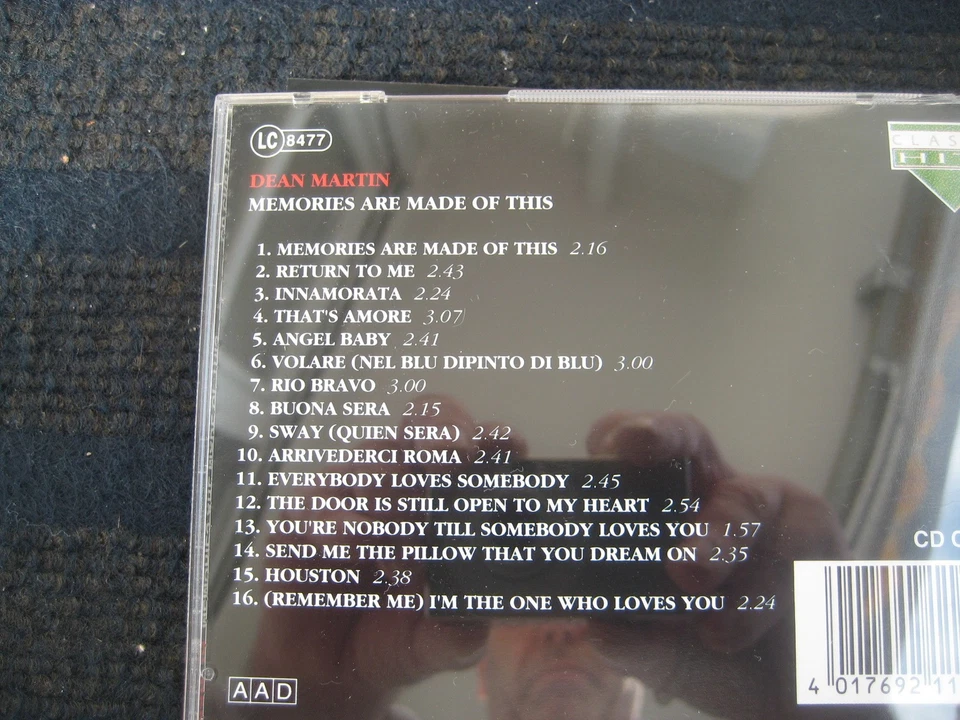 LC 8477
CLAS
DEAN MARTIN
MEMORIES ARE MADE OF THIS
1. MEMORIES ARE MADE OF THIS 2.16
2. RETURN TO ME 2.43
3. INNAMORATA 2.24
4. THAT'S AMORE 3.07
5. ANGEL BABY 2.41
6. VOLARE (NEL BLU DIPINTO DI BLU) 3.00
7. RIO BRAVO 3.00
8. BUONA SERA 2.15
9. SWAY (QUIEN SERA) 2.42
10. ARRIVEDERCI ROMA 2.41
11. EVERYBODY LOVES SOMEBODY 2.45
12. THE DOOR IS STILL OPEN TO MY HEART 2.54
13. YOU'RE NOBODY TILL SOMEBODY LOVES YOU 1.57
14. SEND ME THE PILLOW THAT YOU DREAM ON 2.35
15. HOUSTON 2.38
16. (REMEMBER ME) I'M THE ONE WHO LOVES YOU 2.24
CD
4 017692 11
AAD